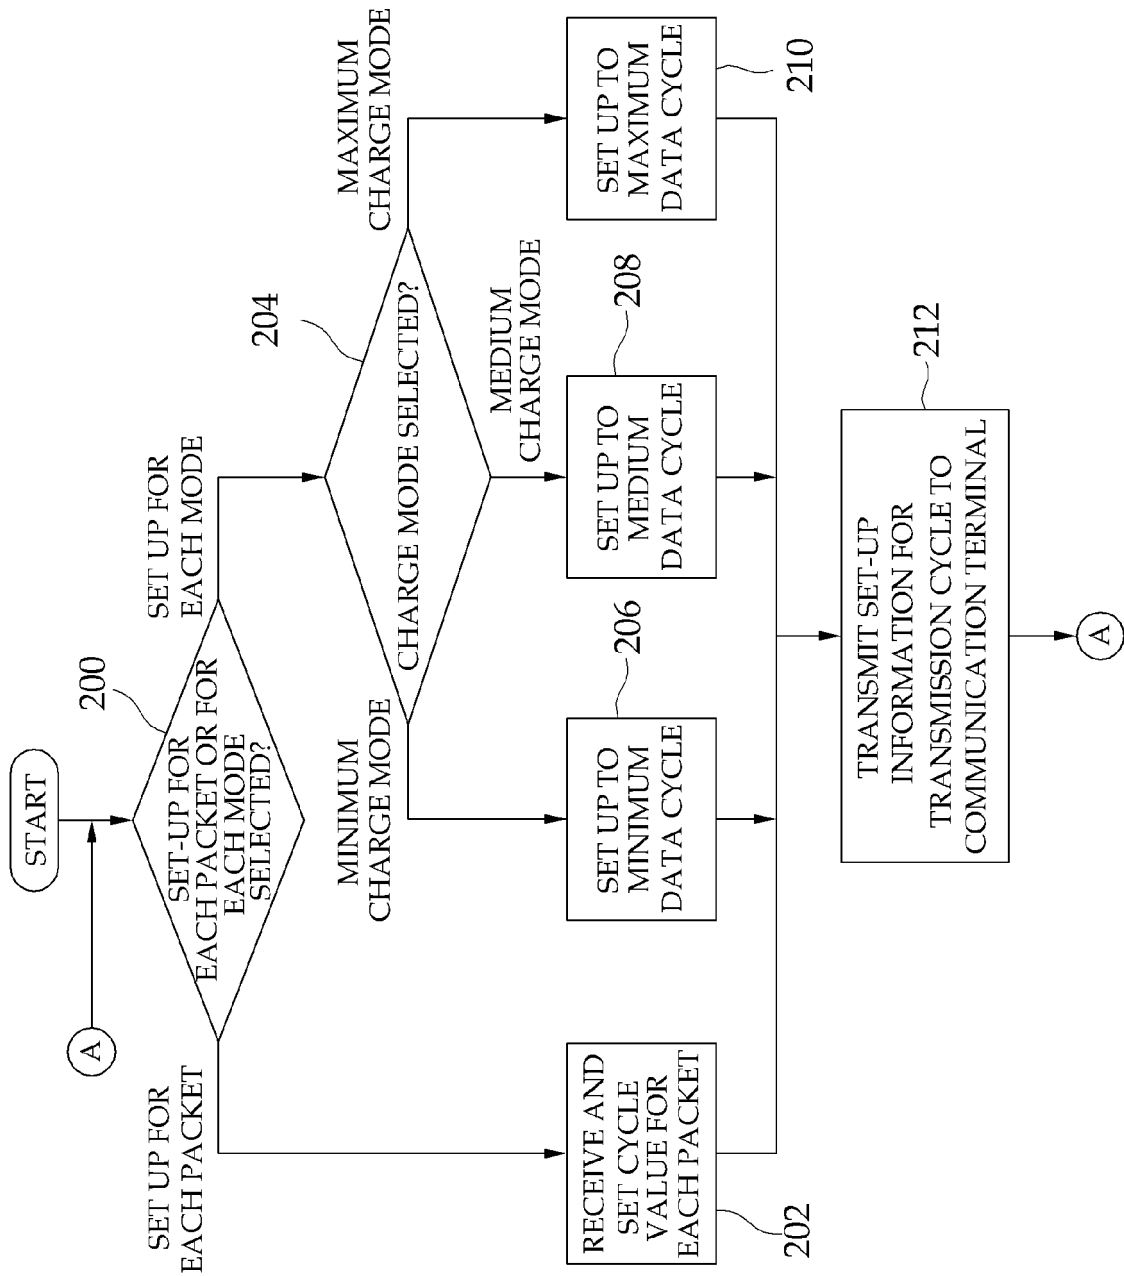 START
A
200
SET-UP FOR
EACH PACKET OR FOR
EACH MODE
SELECTED?
SET UP FOR
EACH PACKET
SET UP FOR
EACH MODE
204
CHARGE MODE SELECTED?
MINIMUM
CHARGE MODE
MEDIUM
CHARGE MODE
MAXIMUM
CHARGE MODE
RECEIVE AND
SET CYCLE
VALUE FOR
EACH PACKET
202
SET UP TO
MINIMUM
DATA CYCLE
206
SET UP TO
MEDIUM
DATA CYCLE
208
SET UP TO
MAXIMUM
DATA CYCLE
210
TRANSMIT SET-UP
INFORMATION FOR
TRANSMISSION CYCLE TO
COMMUNICATION TERMINAL
212
A